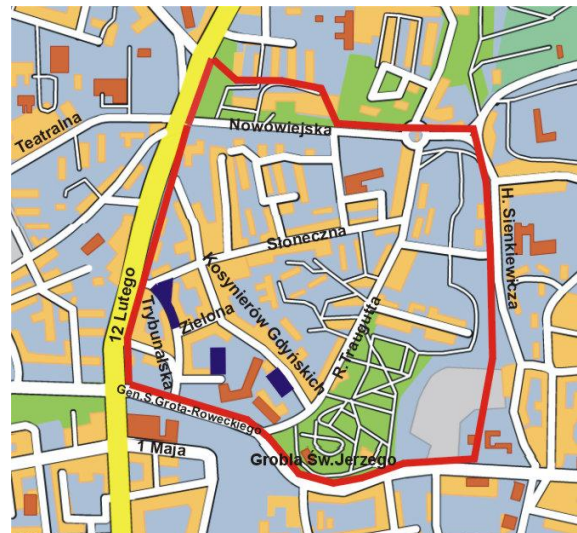 Teatralna
Nowowiejska
H. Sienkiewicza
Słoneczna
Kosynierów Gdyńskich
12 Lutego
Trybunalska
Zielona
R.Traugutta
Gen.S.Grota-Roweckiego
1 Maja
Grobla Św.Jerzego